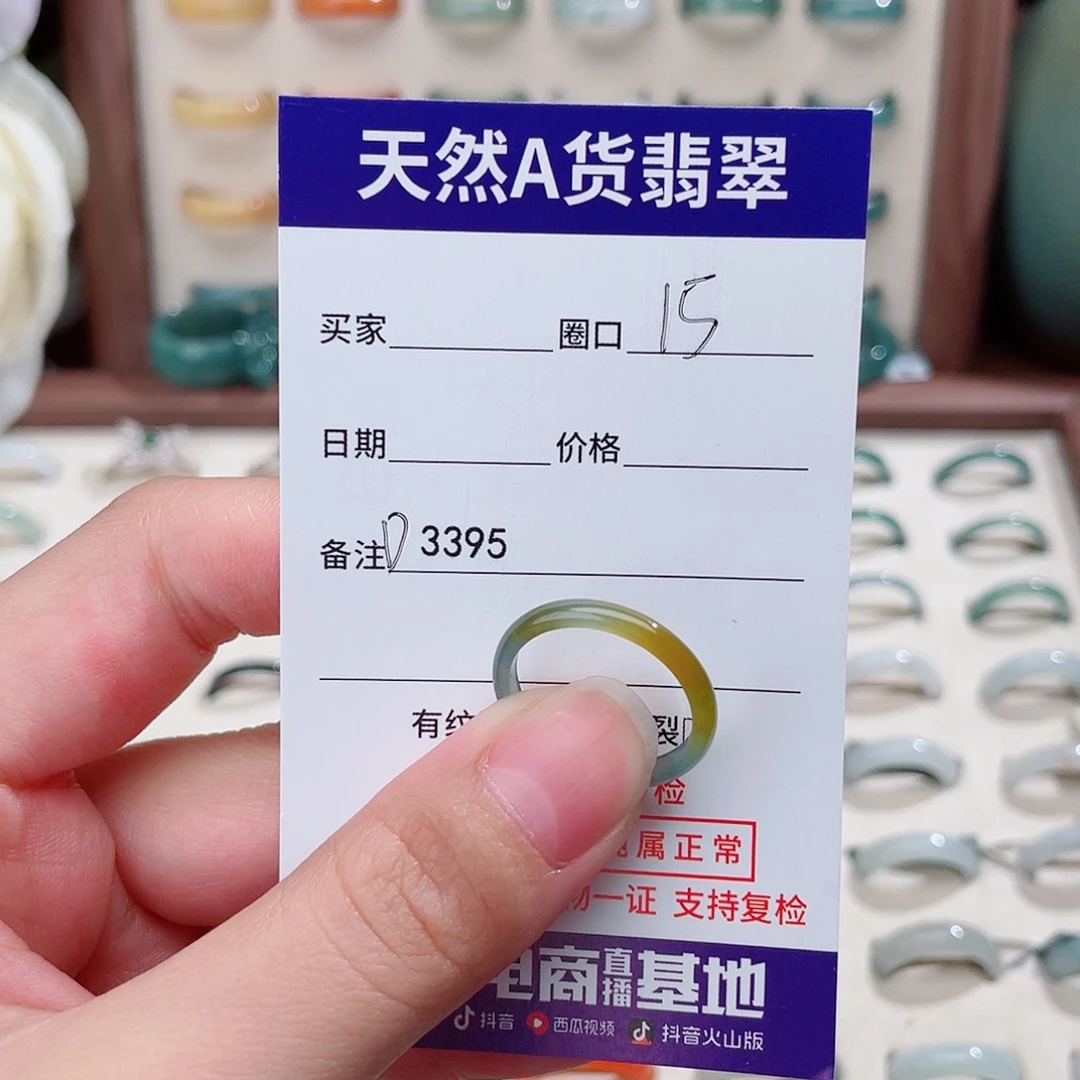 天然A货翡翠
买家 圈口 15
日期 价格
备注 D 3395
有纹 裂
检
属正常
一证 支持复检
电商直播基地
抖音 西瓜视频 抖音火山版